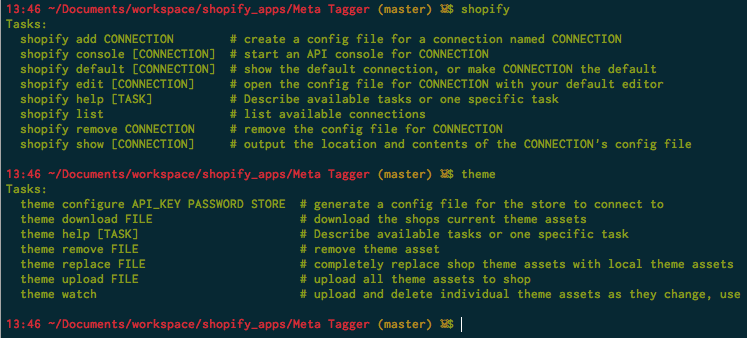 13:46 ~/Documents/workspace/shopify_apps/Meta Tagger (master) $ shopify
Tasks:
  shopify add CONNECTION        # create a config file for a connection named CONNECTION
  shopify console [CONNECTION]  # start an API console for CONNECTION
  shopify default [CONNECTION]  # show the default connection, or make CONNECTION the default
  shopify edit [CONNECTION]     # open the config file for CONNECTION with your default editor
  shopify help [TASK]           # Describe available tasks or one specific task
  shopify list                  # list available connections
  shopify remove CONNECTION     # remove the config file for CONNECTION
  shopify show [CONNECTION]     # output the location and contents of the CONNECTION's config file
13:46 ~/Documents/workspace/shopify_apps/Meta Tagger (master) $ theme
Tasks:
  theme configure API_KEY PASSWORD STORE  # generate a config file for the store to connect to
  theme download FILE                     # download the shops current theme assets
  theme help [TASK]                       # Describe available tasks or one specific task
  theme remove FILE                       # remove theme asset
  theme replace FILE                      # completely replace shop theme assets with local theme assets
  theme upload FILE                       # upload all theme assets to shop
  theme watch                             # upload and delete individual theme assets as they change, use
13:46 ~/Documents/workspace/shopify_apps/Meta Tagger (master) $